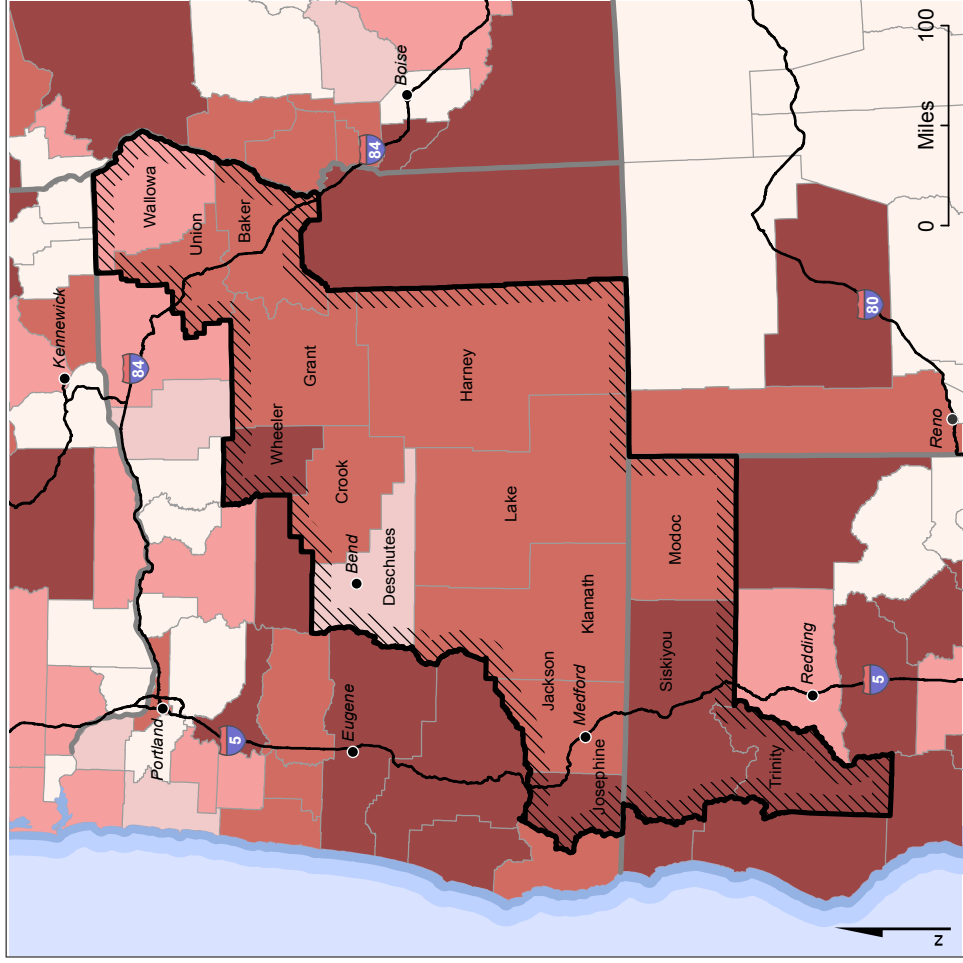 Kennewick
84
Wallowa
Union
Baker
84
Boise
Portland
5
Wheeler
Grant
Crook
Harney
Eugene
Bend
Deschutes
Lake
Jackson
Medford
Klamath
Josephine
Siskiyou
Modoc
Trinity
Redding
5
Reno
80
0
Miles
100
N